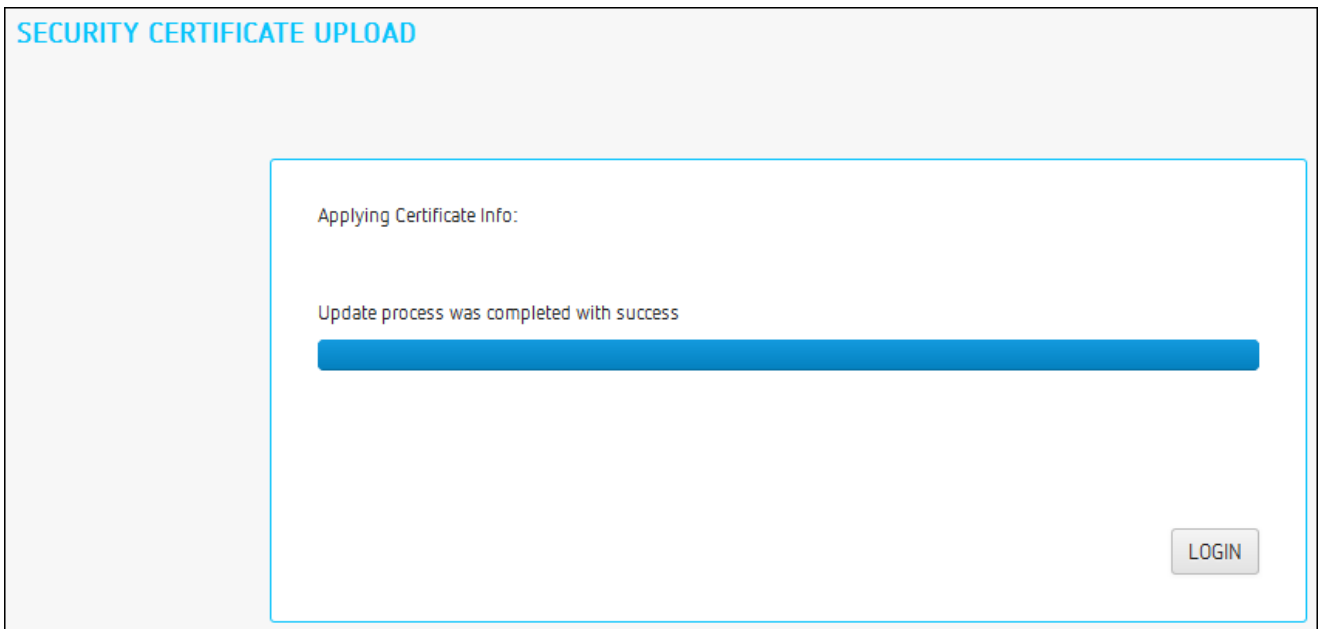 SECURITY CERTIFICATE UPLOAD
Applying Certificate Info:
Update process was completed with success
LOGIN